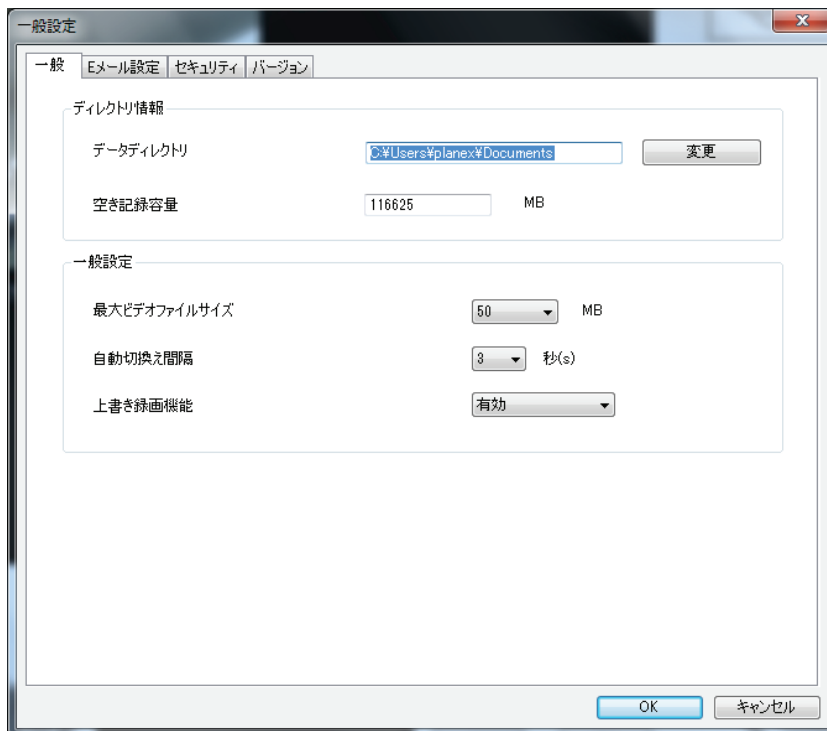 一般設定
一般 Eメール設定 セキュリティ バージョン
ディレクトリ情報
データディレクトリ C:¥Users¥planex¥Documents 変更
空き記録容量 116625 MB
一般設定
最大ビデオファイルサイズ 50 MB
自動切換え間隔 3 秒(s)
上書き録画機能 有効
OK キャンセル